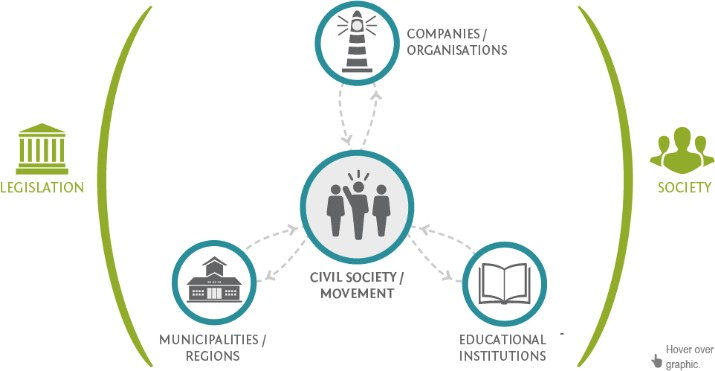 COMPANIES /
ORGANISATIONS
LEGISLATION
SOCIETY
CIVIL SOCIETY /
MOVEMENT
MUNICIPALITIES /
REGIONS
EDUCATIONAL
INSTITUTIONS
Hover over
graphic.